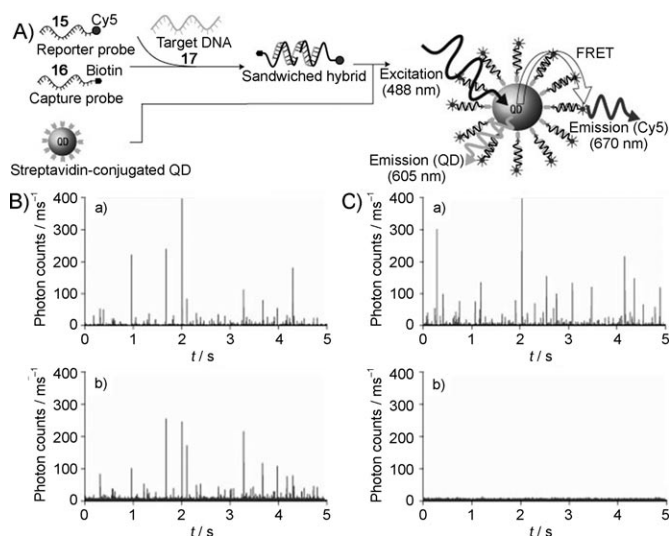 A)
15
Cy5
Reporter probe
Target DNA
17
16
Biotin
Capture probe
Sandwiched hybrid
QD
Streptavidin-conjugated QD
Excitation
(488 nm)
FRET
QD
Emission (Cy5)
(670 nm)
Emission (QD)
(605 nm)
B)
a)
Photon counts / ms⁻¹
400
300
200
100
0
0 1 2 3 4 5
t / s
C)
a)
Photon counts / ms⁻¹
400
300
200
100
0
0 1 2 3 4 5
t / s
b)
Photon counts / ms⁻¹
400
300
200
100
0
0 1 2 3 4 5
t / s
b)
Photon counts / ms⁻¹
400
300
200
100
0
0 1 2 3 4 5
t / s